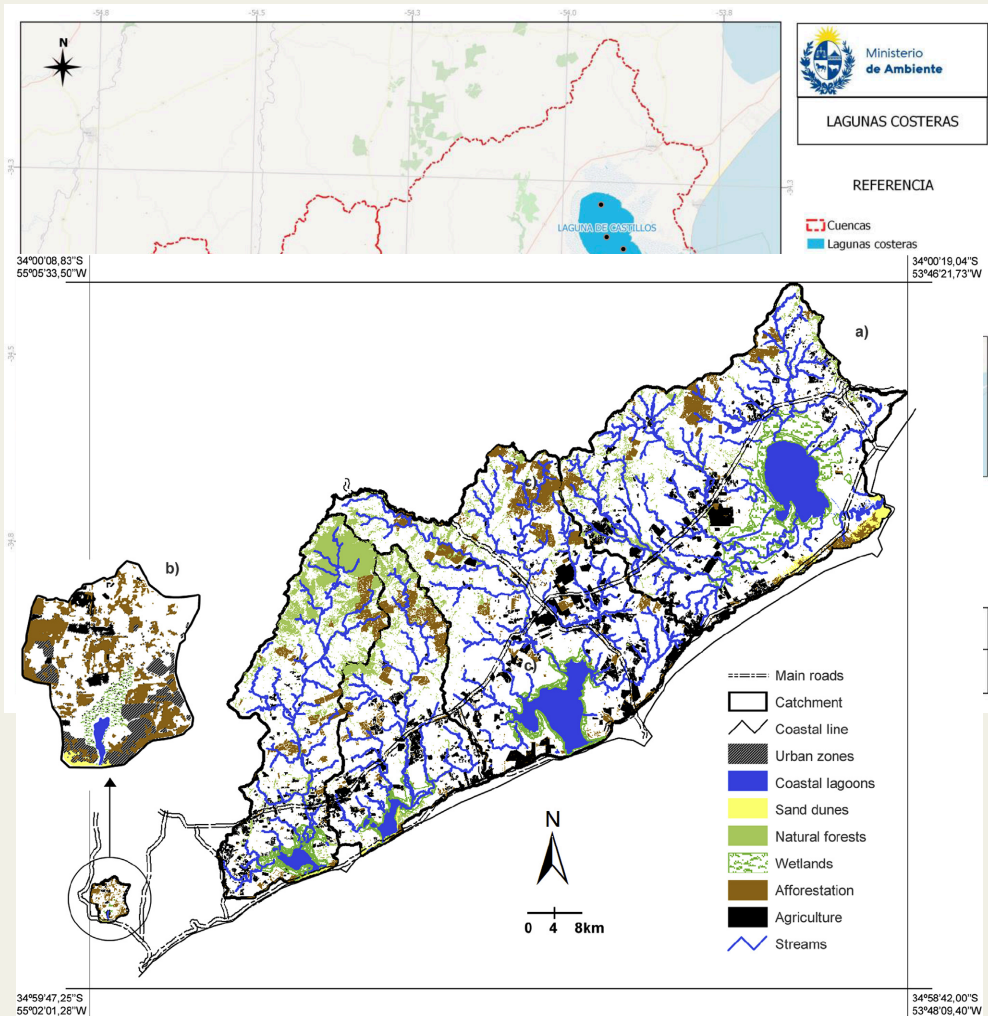 -54.8
-54.5
-54.3
-54.0
-53.8
N
Ministerio
de Ambiente
LAGUNAS COSTERAS
REFERENCIA
Cuencas
Lagunas costeras
-34.3
-34.3
LAGUNA DE CASTILLOS
34º00'08,83"S
55º05'33,50"W
34º00'19,04"S
53º46'21,73"W
-34.5
-34.8
a)
b)
c)
c)
Main roads
Catchment
Coastal line
Urban zones
Coastal lagoons
Sand dunes
Natural forests
Wetlands
Afforestation
Agriculture
Streams
N
0 4 8km
34º59'47,25"S
55º02'01,28"W
34º58'42,00"S
53º48'09,40"W